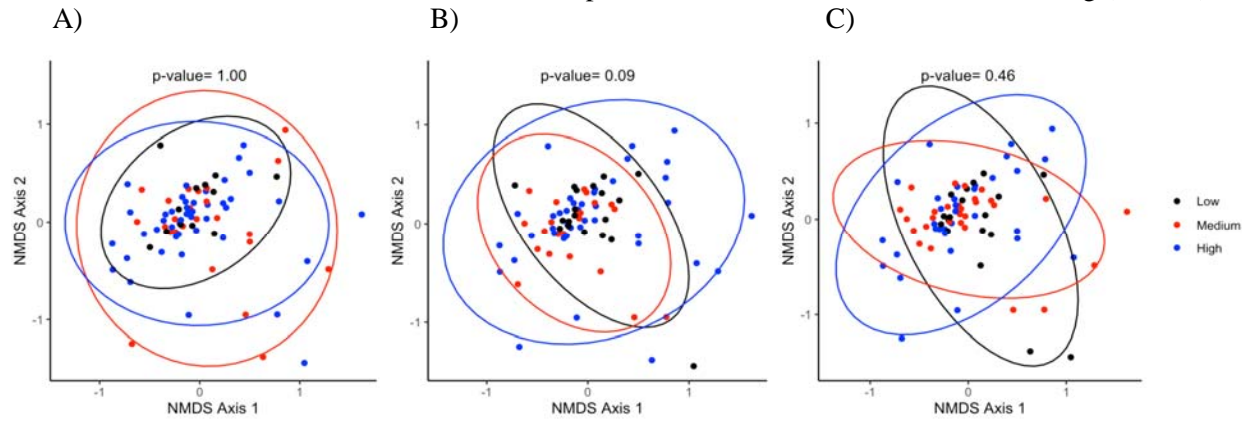 A)
B)
C)
p-value= 1.00
p-value= 0.09
p-value= 0.46
NMDS Axis 2
1
0
-1
-1
0
1
NMDS Axis 1
NMDS Axis 2
1
0
-1
-1
0
1
NMDS Axis 1
NMDS Axis 2
1
0
-1
-1
0
1
NMDS Axis 1
Low
Medium
High